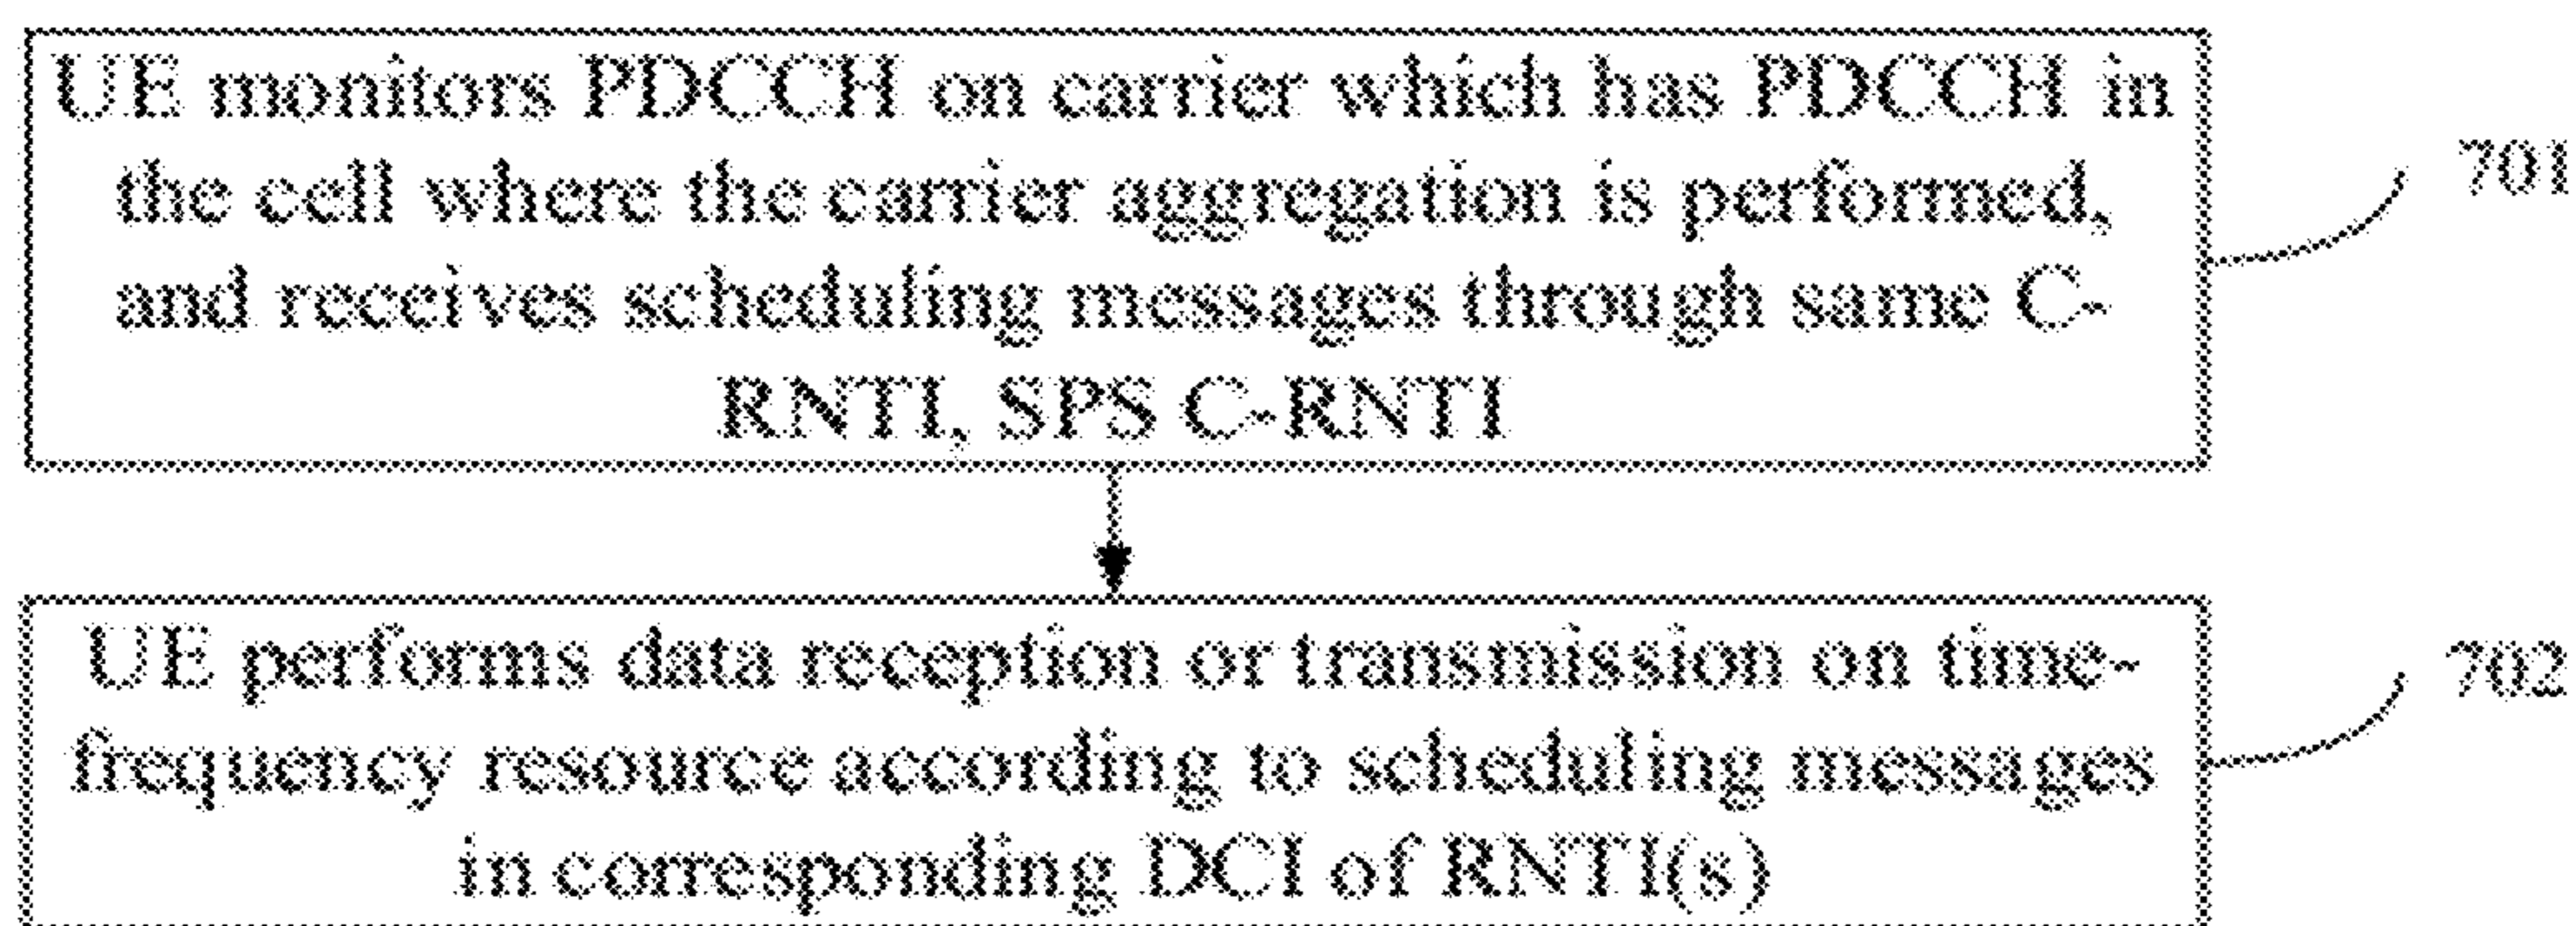 UE monitors PDCCH on carrier which has PDCCH in
the cell where the carrier aggregation is performed,
and receives scheduling messages through same C-
RNTI, SPS C-RNTI
701
UE performs data reception or transmission on time-
frequency resource according to scheduling messages
in corresponding DCI of RNTI(s)
702